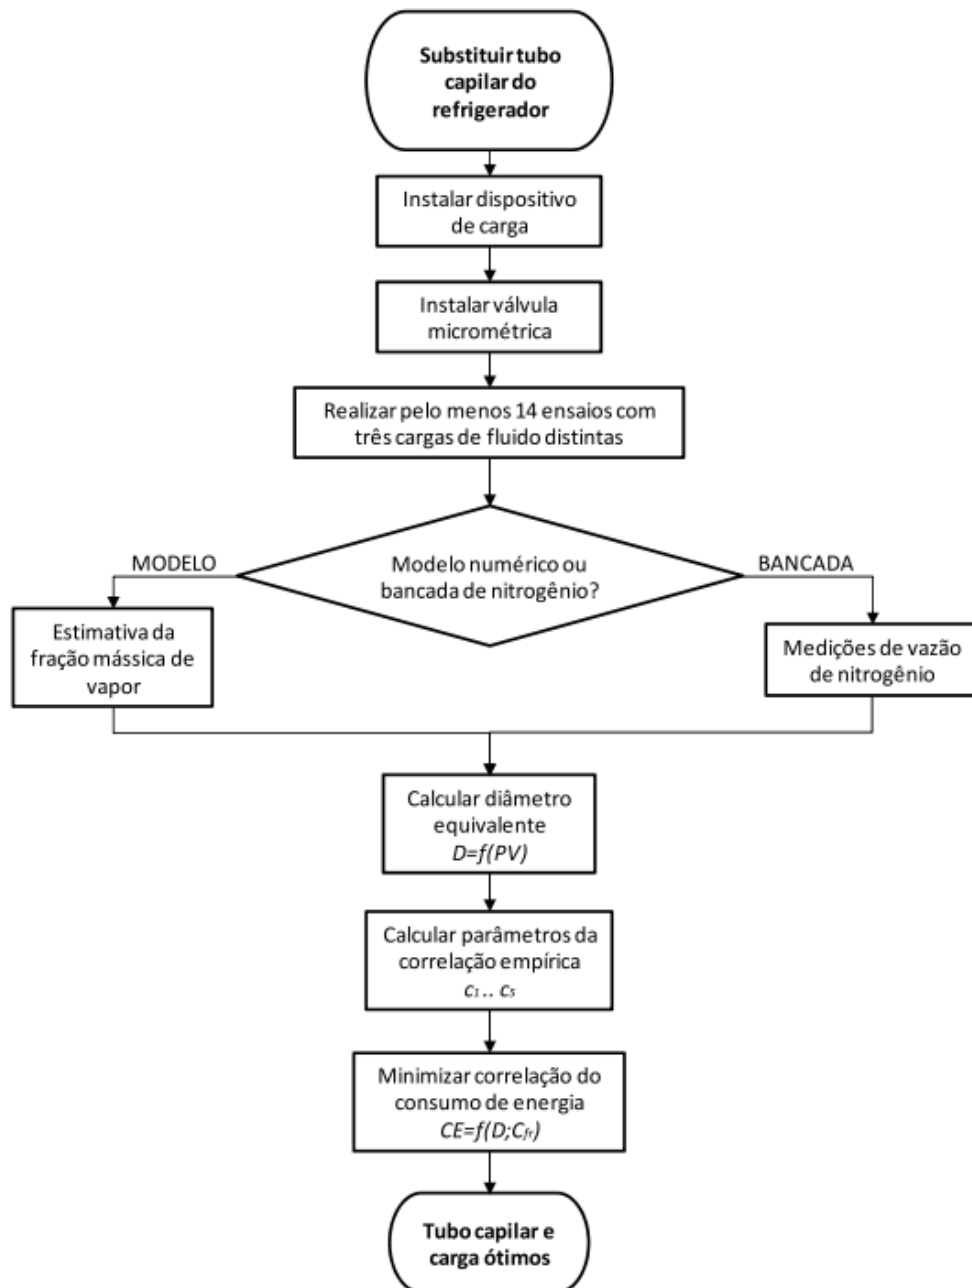 Substituir tubo
capilar do
refrigerador
Instalar dispositivo
de carga
Instalar válvula
micrométrica
Realizar pelo menos 14 ensaios com
três cargas de fluido distintas
MODELO
Modelo numérico ou
bancada de nitrogênio?
BANCADA
Estimativa da
fração mássica de
vapor
Medições de vazão
de nitrogênio
Calcular diâmetro
equivalente
D=f(PV)
Calcular parâmetros da
correlação empírica
c₁ .. c₅
Minimizar correlação do
consumo de energia
CE=f(D;Cfr)
Tubo capilar e
carga ótimos